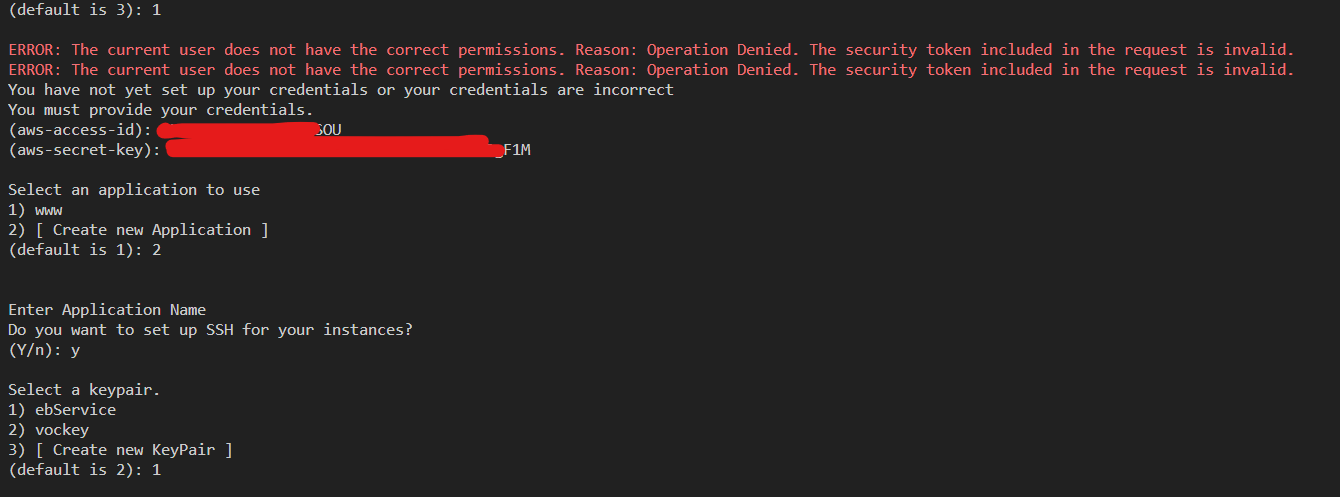 (default is 3): 1
ERROR: The current user does not have the correct permissions. Reason: Operation Denied. The security token included in the request is invalid.
ERROR: The current user does not have the correct permissions. Reason: Operation Denied. The security token included in the request is invalid.
You have not yet set up your credentials or your credentials are incorrect
You must provide your credentials.
(aws-access-id): OU
(aws-secret-key): F1M
Select an application to use
1) www
2) [ Create new Application ]
(default is 1): 2
Enter Application Name
Do you want to set up SSH for your instances?
(Y/n): y
Select a keypair.
1) ebService
2) vockey
3) [ Create new KeyPair ]
(default is 2): 1